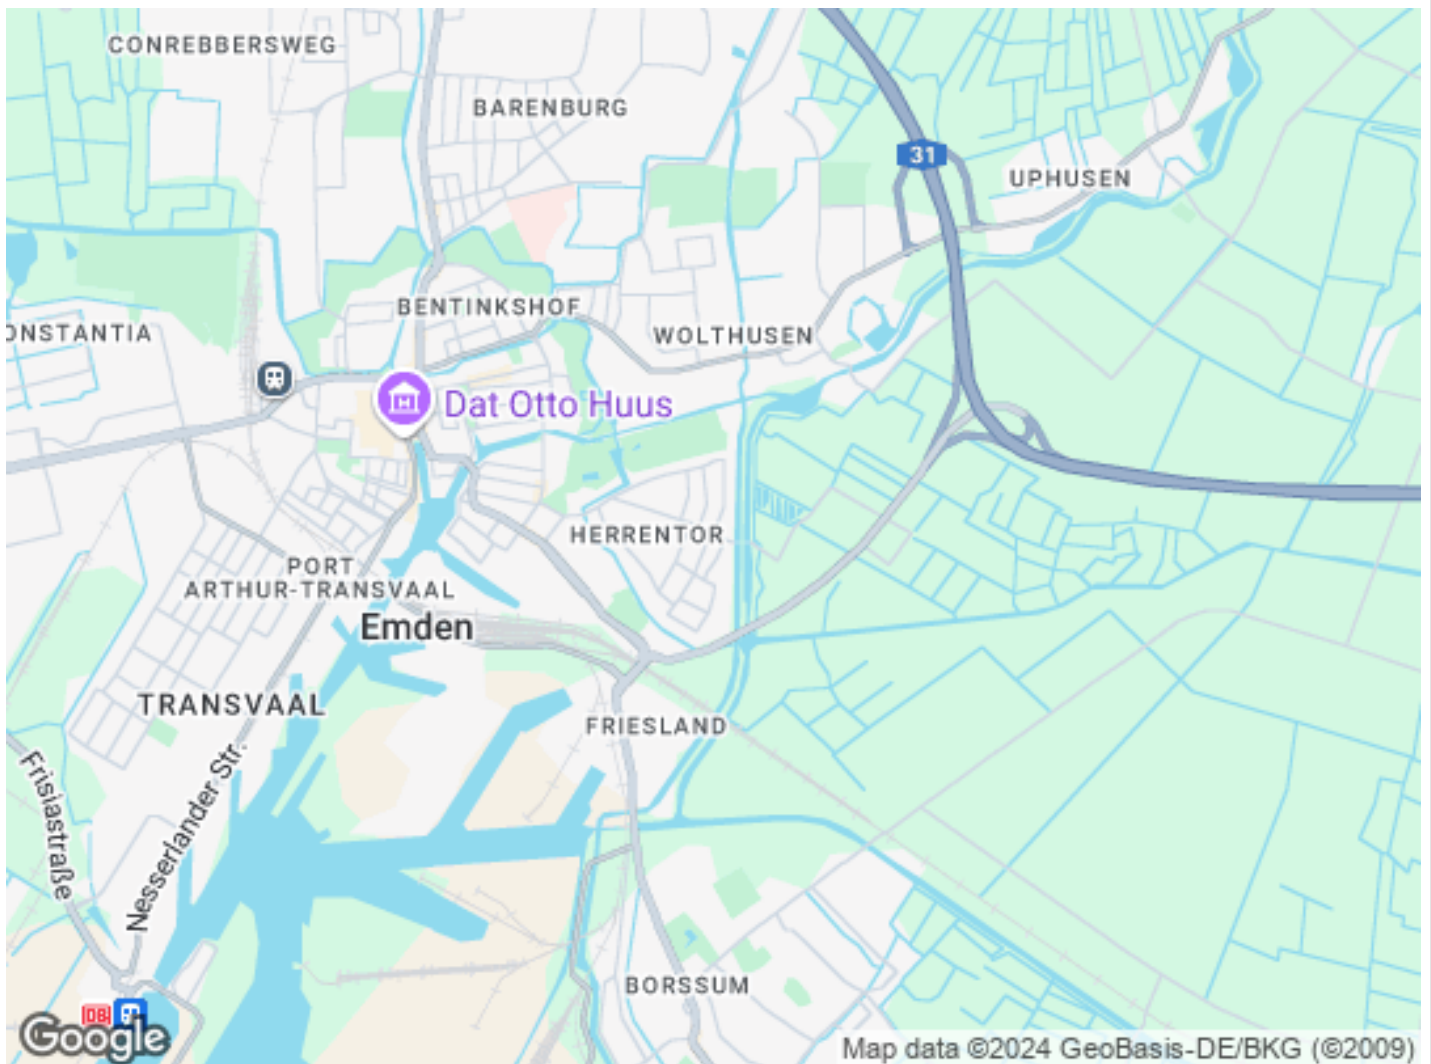 CONREBBERSWEG
BARENBURG
31
UPHUSEN
BENTINKSHOF
ONSTANTIA
WOLTHUSEN
Dat Otto Huus
HERRENTOR
PORT
ARTHUR-TRANSVAAL
Emden
TRANSVAAL
FRIESLAND
Frisiastraße
Nesserlander Str.
BORSSUM
DB
Google
Map data ©2024 GeoBasis-DE/BKG (©2009)